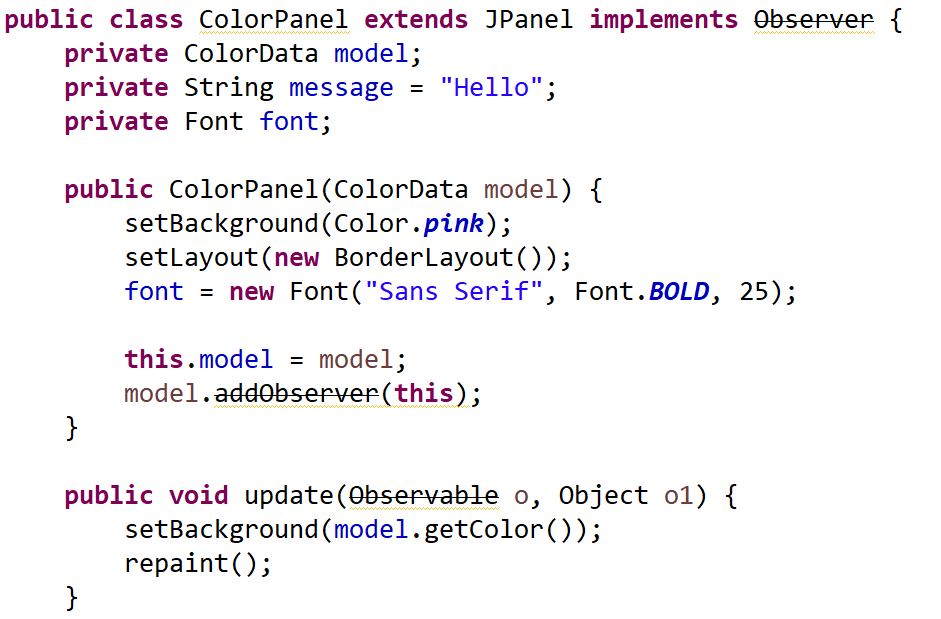 public class ColorPanel extends JPanel implements Observer {
    private ColorData model;
    private String message = "Hello";
    private Font font;

    public ColorPanel(ColorData model) {
        setBackground(Color.pink);
        setLayout(new BorderLayout());
        font = new Font("Sans Serif", Font.BOLD, 25);

        this.model = model;
        model.addObserver(this);
    }

    public void update(Observable o, Object o1) {
        setBackground(model.getColor());
        repaint();
    }